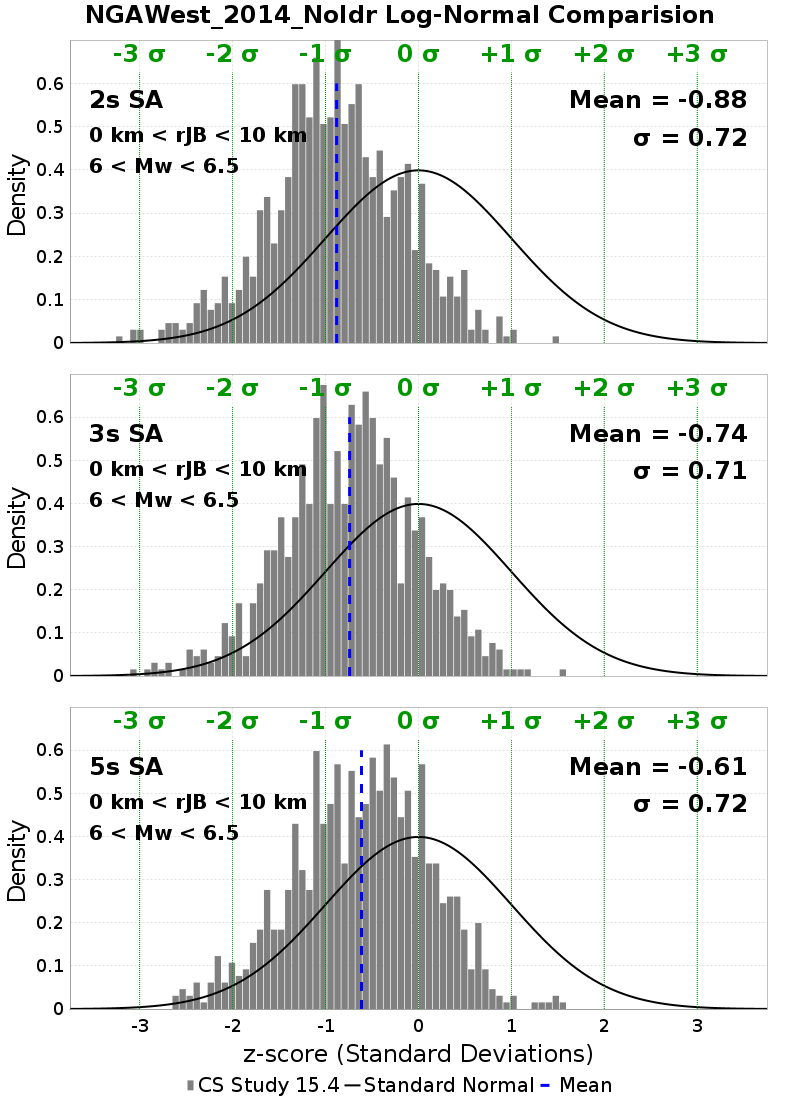 NGAWest_2014_NoIdr Log-Normal Comparision
-3 σ -2 σ -1 σ 0 σ +1 σ +2 σ +3 σ
2s SA
Mean = -0.88
0 km < rJB < 10 km
σ = 0.72
6 < Mw < 6.5
0.6
0.5
0.4
0.3
0.2
0.1
0
Density
-3 σ -2 σ -1 σ 0 σ +1 σ +2 σ +3 σ
3s SA
Mean = -0.74
0 km < rJB < 10 km
σ = 0.71
6 < Mw < 6.5
0.6
0.5
0.4
0.3
0.2
0.1
0
Density
-3 σ -2 σ -1 σ 0 σ +1 σ +2 σ +3 σ
5s SA
Mean = -0.61
0 km < rJB < 10 km
σ = 0.72
6 < Mw < 6.5
0.6
0.5
0.4
0.3
0.2
0.1
0
Density
-3 -2 -1 0 1 2 3
z-score (Standard Deviations)
CS Study 15.4 Standard Normal Mean